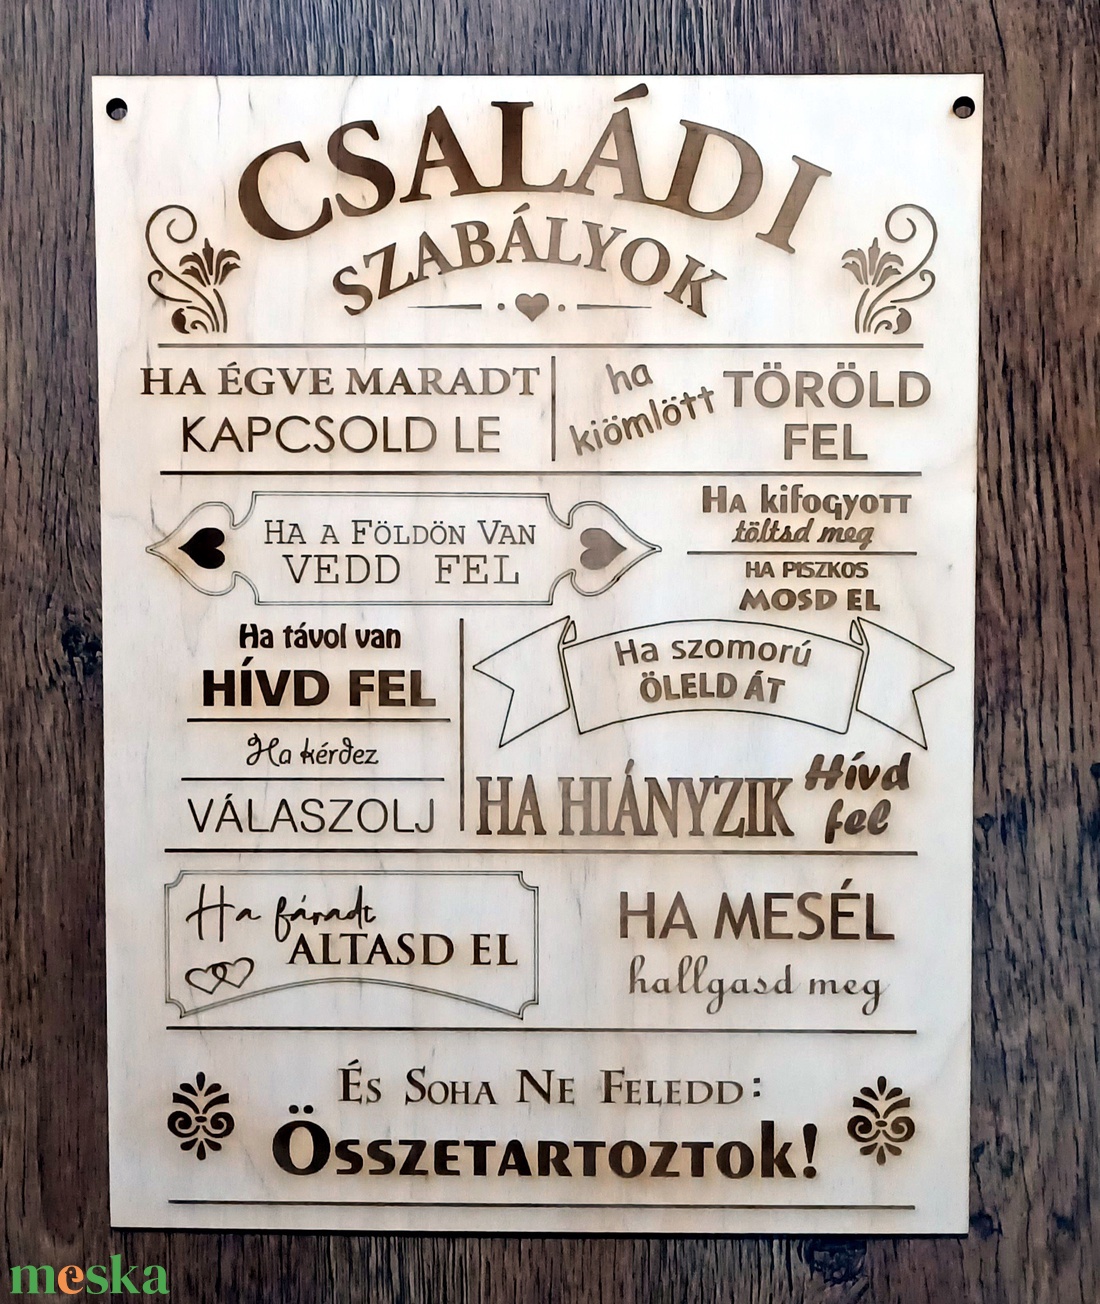 CSALÁDI
SZABÁLYOK
HA ÉGVE MARADT
KAPCSOLD LE
ha
kiömlött
TÖRÖLD
FEL
HA A FÖLDÖN VAN
VEDD FEL
HA kifogyott
töltsd meg
HA PISZKOS
MOSD EL
Ha távol van
HÍVD FEL
Ha kérdez
VÁLASZOLJ
Ha szomorú
ÖLELD ÁT
HA HIÁNYZIK
Hívd
fel
Ha fáradt
ALTASD EL
HA MESÉL
hallgasd meg
ÉS SOHA NE FELEDD:
ÖSSZETARTOZTOk!
meska